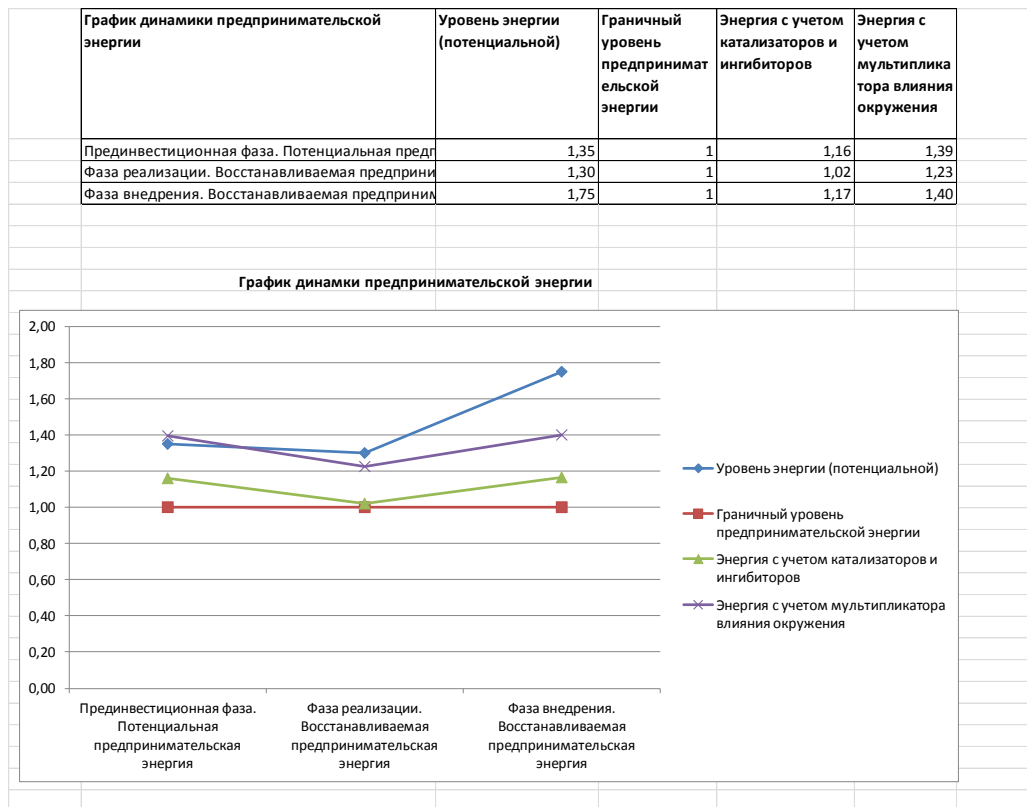 График динамики предпринимательской
энергии
Уровень энергии
(потенциальной)
Граничный
уровень
предпринимат
ельской
энергии
Энергия с учетом
катализаторов и
ингибиторов
Энергия с
учетом
мультиплика
тора влияния
окружения
Прединвестиционная фаза. Потенциальная предп 1,35 1 1,16 1,39
Фаза реализации. Восстанавливаемая предприни 1,30 1 1,02 1,23
Фаза внедрения. Восстанавливаемая предприним 1,75 1 1,17 1,40
График динамки предпринимательской энергии
2,00
1,80
1,60
1,40
1,20
1,00
0,80
0,60
0,40
0,20
0,00
Прединвестиционная фаза.
Потенциальная
предпринимательская
энергия
Фаза реализации.
Восстанавливаемая
предпринимательская
энергия
Фаза внедрения.
Восстанавливаемая
предпринимательская
энергия
Уровень энергии (потенциальной)
Граничный уровень
предпринимательской энергии
Энергия с учетом катализаторов и
ингибиторов
Энергия с учетом мультипликатора
влияния окружения